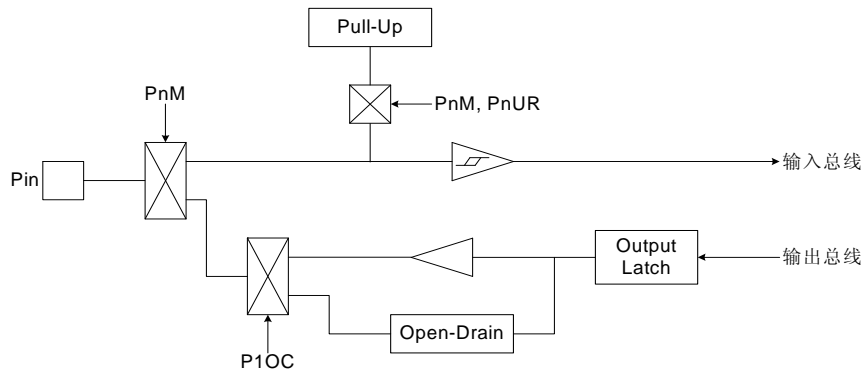 Pull-Up
PnM
PnM, PnUR
Pin
输入总线
Output
Latch
输出总线
Open-Drain
P1OC